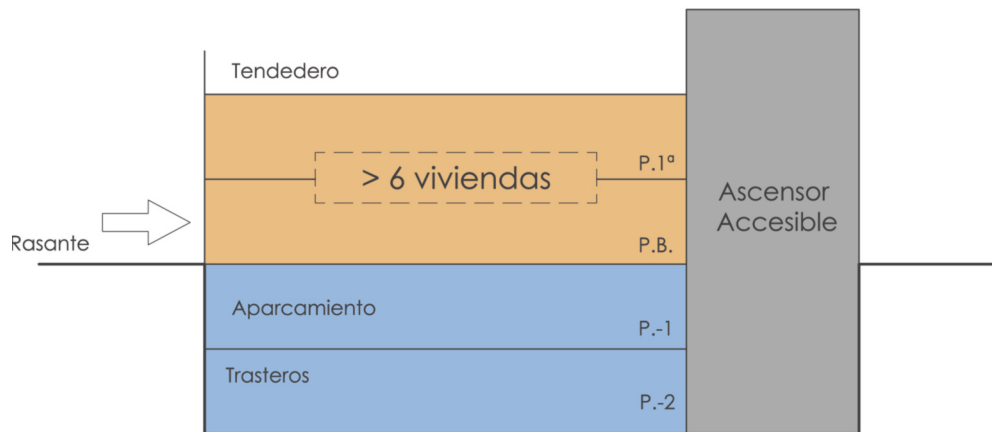 Tendedero
P.1ª
> 6 viviendas
Ascensor
Accesible
Rasante
P.B.
Aparcamiento
P.-1
Trasteros
P.-2